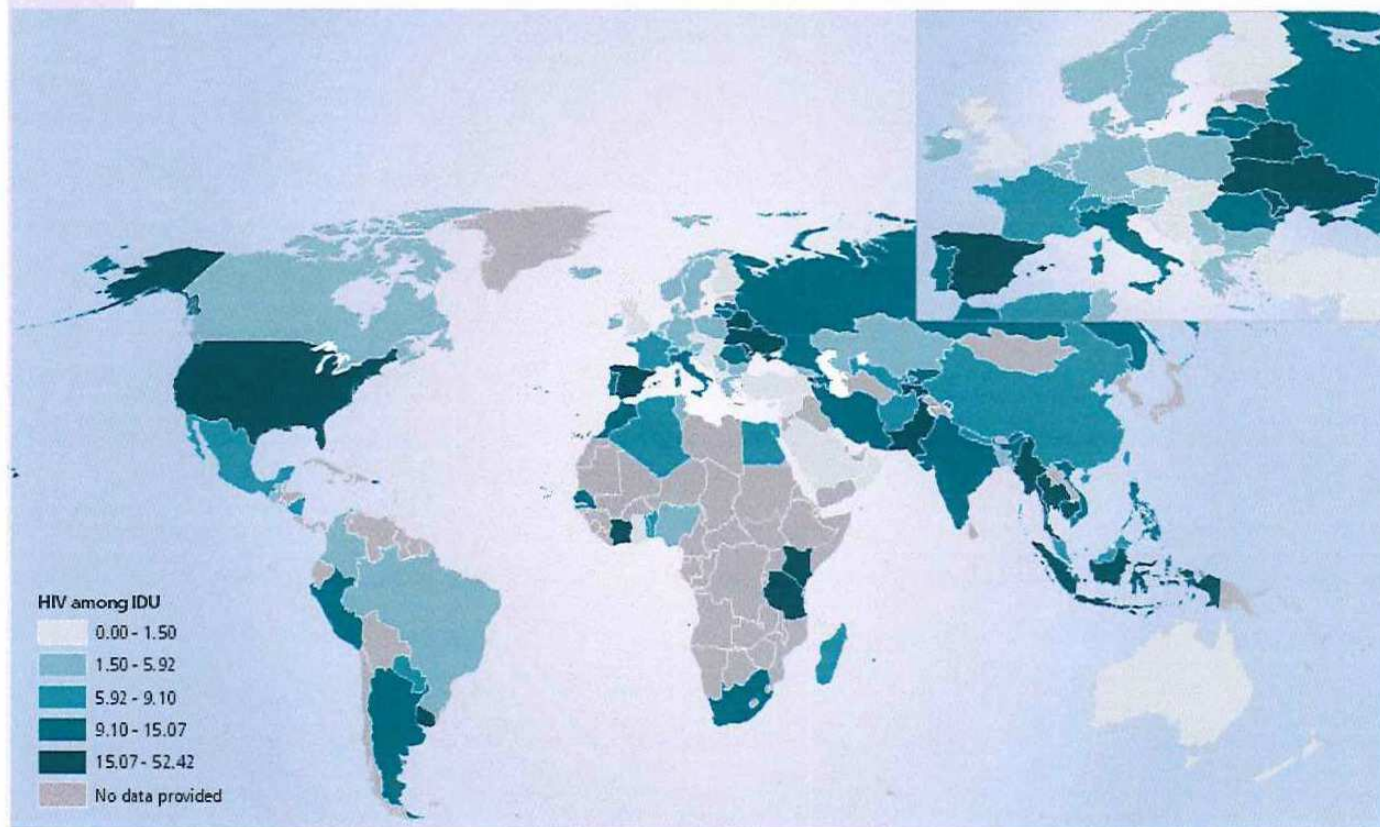 HIV among IDU
0.00 - 1.50
1.50 - 5.92
5.92 - 9.10
9.10 - 15.07
15.07 - 52.42
No data provided